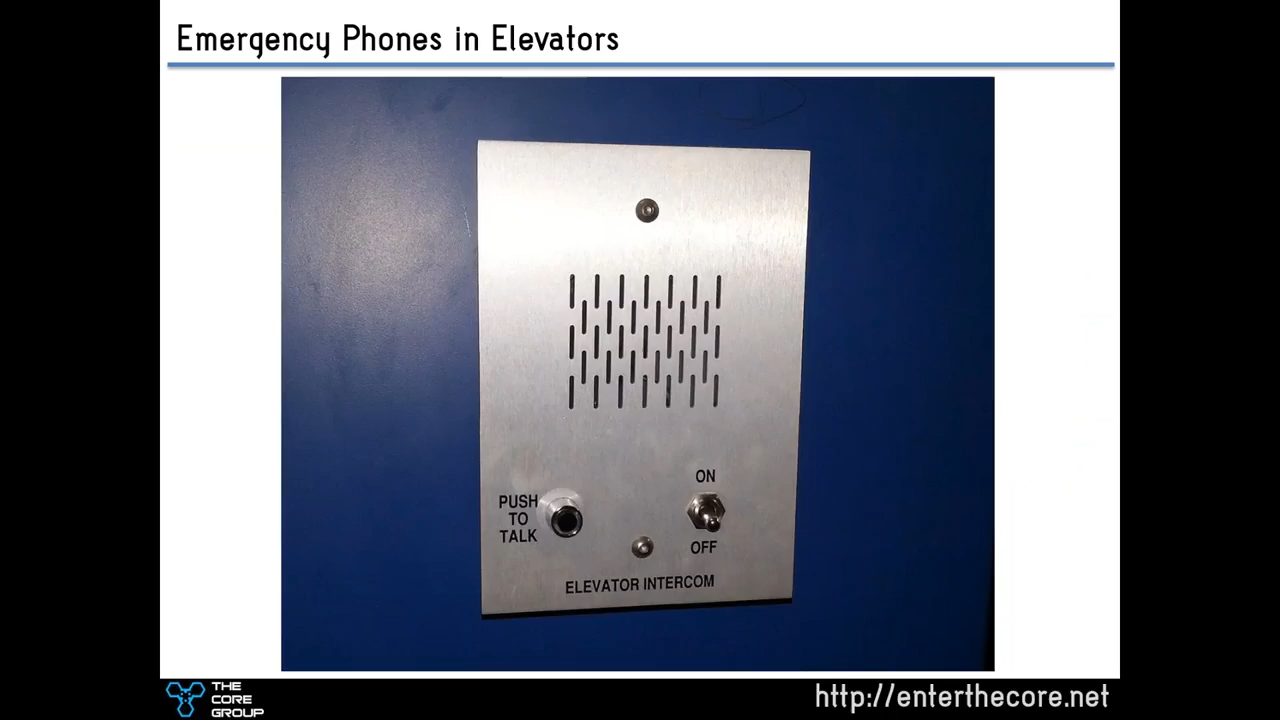 Emergency Phones in Elevators
ON
PUSH
TO
TALK
OFF
ELEVATOR INTERCOM
THE
CORE
GROUP
http://enterthecore.net